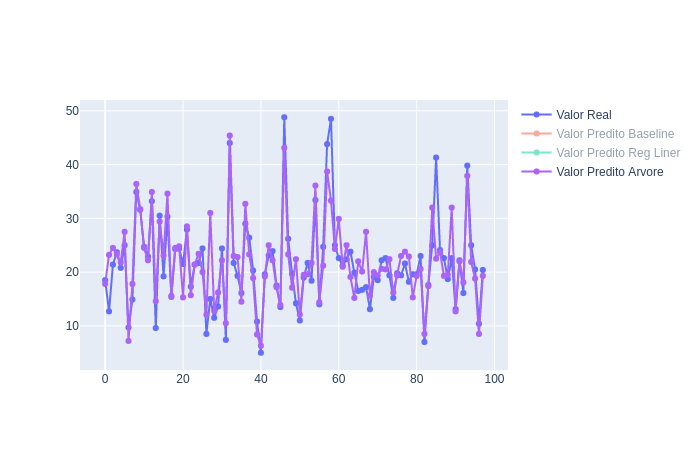 50
40
30
20
10
0
20
40
60
80
100
Valor Real
Valor Predito Baseline
Valor Predito Reg Liner
Valor Predito Arvore